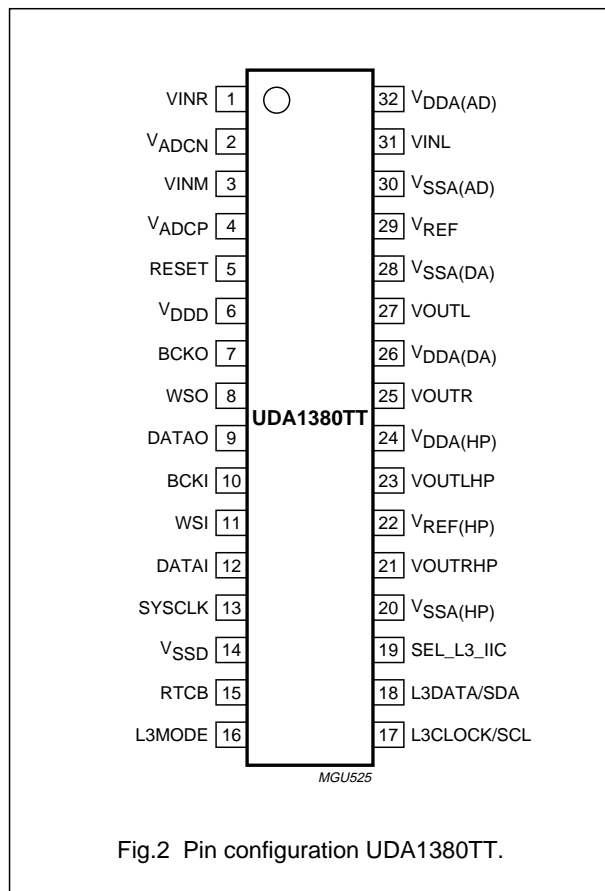 VINR 1
VADCN 2
VINM 3
VADCP 4
RESET 5
VDDD 6
BCKO 7
WSO 8
DATAO 9
BCKI 10
WSI 11
DATAI 12
SYSCLK 13
VSSD 14
RTCB 15
L3MODE 16
UDA1380TT
32 VDDA(AD)
31 VINL
30 VSSA(AD)
29 VREF
28 VSSA(DA)
27 VOUTL
26 VDDA(DA)
25 VOUTR
24 VDDA(HP)
23 VOUTLHP
22 VREF(HP)
21 VOUTRHP
20 VSSA(HP)
19 SEL_L3_IIC
18 L3DATA/SDA
17 L3CLOCK/SCL
MGU525
Fig.2 Pin configuration UDA1380TT.